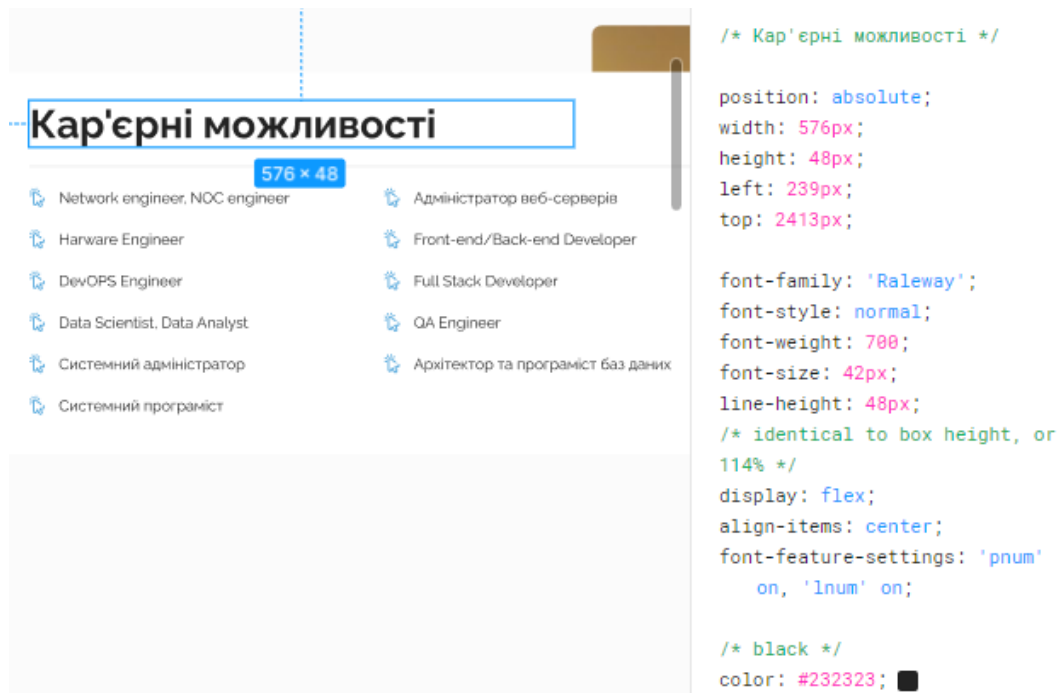 Кар'єрні можливості
576 × 48
Network engineer, NOC engineer
Harware Engineer
DevOPS Engineer
Data Scientist, Data Analyst
Системний адміністратор
Системний програміст
Адміністратор веб-серверів
Front-end/Back-end Developer
Full Stack Developer
QA Engineer
Архітектор та програміст баз даних
/* Кар'єрні можливості */
position: absolute;
width: 576px;
height: 48px;
left: 239px;
top: 2413px;
font-family: 'Raleway';
font-style: normal;
font-weight: 700;
font-size: 42px;
line-height: 48px;
/* identical to box height, or
114% */
display: flex;
align-items: center;
font-feature-settings: 'pnum'
on, 'lnum' on;
/* black */
color: #232323;